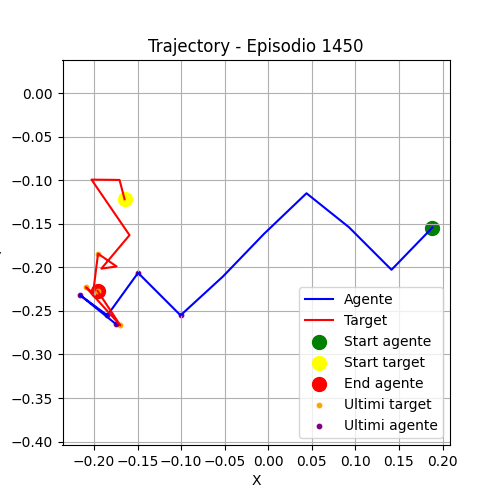 Trajectory - Episodio 1450
0.00
−0.05
−0.10
−0.15
−0.20
−0.25
−0.30
−0.35
−0.40
Agente
Target
Start agente
Start target
End agente
Ultimi target
Ultimi agente
−0.20 −0.15 −0.10 −0.05 0.00 0.05 0.10 0.15 0.20
X